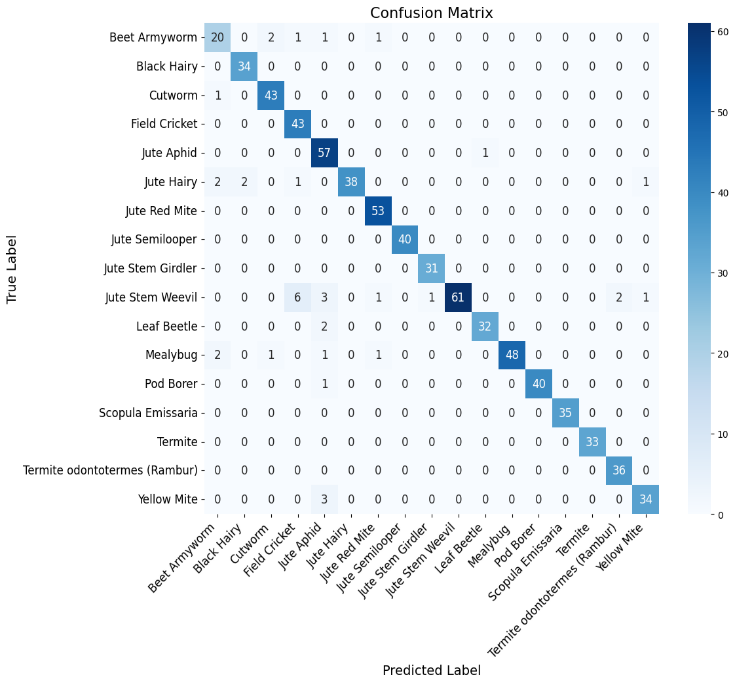 Confusion Matrix
Beet Armyworm 20 0 2 1 1 0 1 0 0 0 0 0 0 0 0 0 0
Black Hairy 0 34 0 0 0 0 0 0 0 0 0 0 0 0 0 0 0
Cutworm 1 0 43 0 0 0 0 0 0 0 0 0 0 0 0 0 0
Field Cricket 0 0 0 43 0 0 0 0 0 0 0 0 0 0 0 0 0
Jute Aphid 0 0 0 0 57 0 0 0 0 0 1 0 0 0 0 0 0
Jute Hairy 2 2 0 1 0 38 0 0 0 0 0 0 0 0 0 0 1
Jute Red Mite 0 0 0 0 0 0 53 0 0 0 0 0 0 0 0 0 0
Jute Semilooper 0 0 0 0 0 0 0 40 0 0 0 0 0 0 0 0 0
Jute Stem Girdler 0 0 0 0 0 0 0 0 31 0 0 0 0 0 0 0 0
Jute Stem Weevil 0 0 0 6 3 0 1 0 1 61 0 0 0 0 0 2 1
Leaf Beetle 0 0 0 0 2 0 0 0 0 0 32 0 0 0 0 0 0
Mealybug 2 0 1 0 1 0 1 0 0 0 0 48 0 0 0 0 0
Pod Borer 0 0 0 0 1 0 0 0 0 0 0 0 40 0 0 0 0
Scopula Emissaria 0 0 0 0 0 0 0 0 0 0 0 0 0 35 0 0 0
Termite 0 0 0 0 0 0 0 0 0 0 0 0 0 0 33 0 0
Termite odontotermes (Rambur) 0 0 0 0 0 0 0 0 0 0 0 0 0 0 0 36 0
Yellow Mite 0 0 0 0 3 0 0 0 0 0 0 0 0 0 0 0 34
True Label
Beet Armyworm
Black Hairy
Cutworm
Field Cricket
Jute Aphid
Jute Hairy
Jute Red Mite
Jute Semilooper
Jute Stem Girdler
Jute Stem Weevil
Leaf Beetle
Mealybug
Pod Borer
Scopula Emissaria
Termite
Termite odontotermes (Rambur)
Yellow Mite
Predicted Label
60
50
40
30
20
10
0